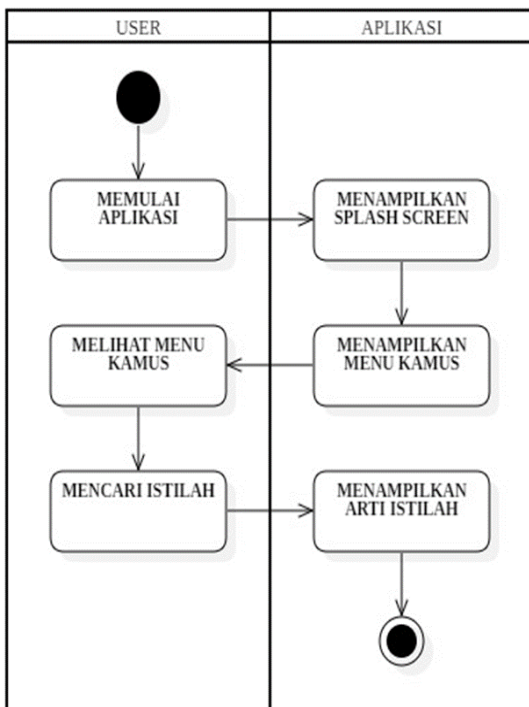 USER
APLIKASI
MEMULAI
APLIKASI
MENAMPILKAN
SPLASH SCREEN
MENAMPILKAN
MENU KAMUS
MELIHAT MENU
KAMUS
MENCARI ISTILAH
MENAMPILKAN
ARTI ISTILAH